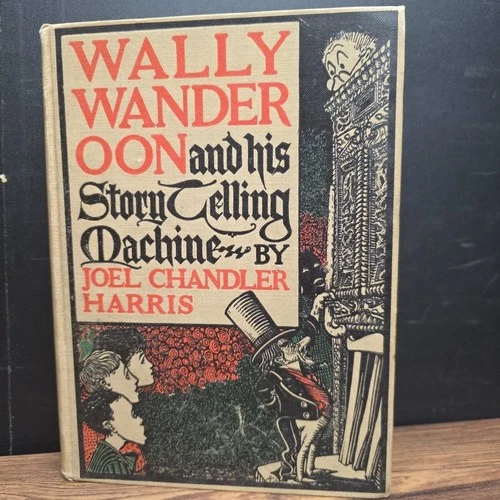 WALLY
WANDER
OON and his
Story Telling
Machine BY
JOEL CHANDLER
HARRIS